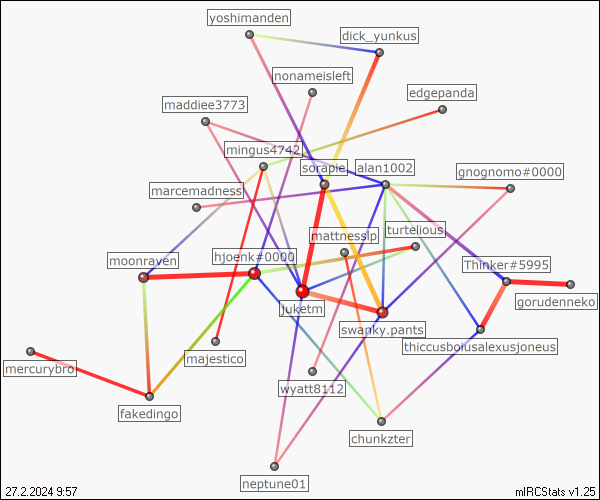 yoshimanden
dick_yunkus
nonameisleft
edgepanda
maddiee3773
mingus4742
sorapie
alan1002
gnognomo#0000
marcemadness
turtelious
mattnesslp
moonraven
hjoenk#0000
Thinker#5995
gorudenneko
juketm
swanky.pants
thiccusboiusalexusjoneus
majestico
mercurybro
wyatt8112
fakedingo
chunkzter
neptune01
27.2.2024 9:57
mIRCStats v1.25